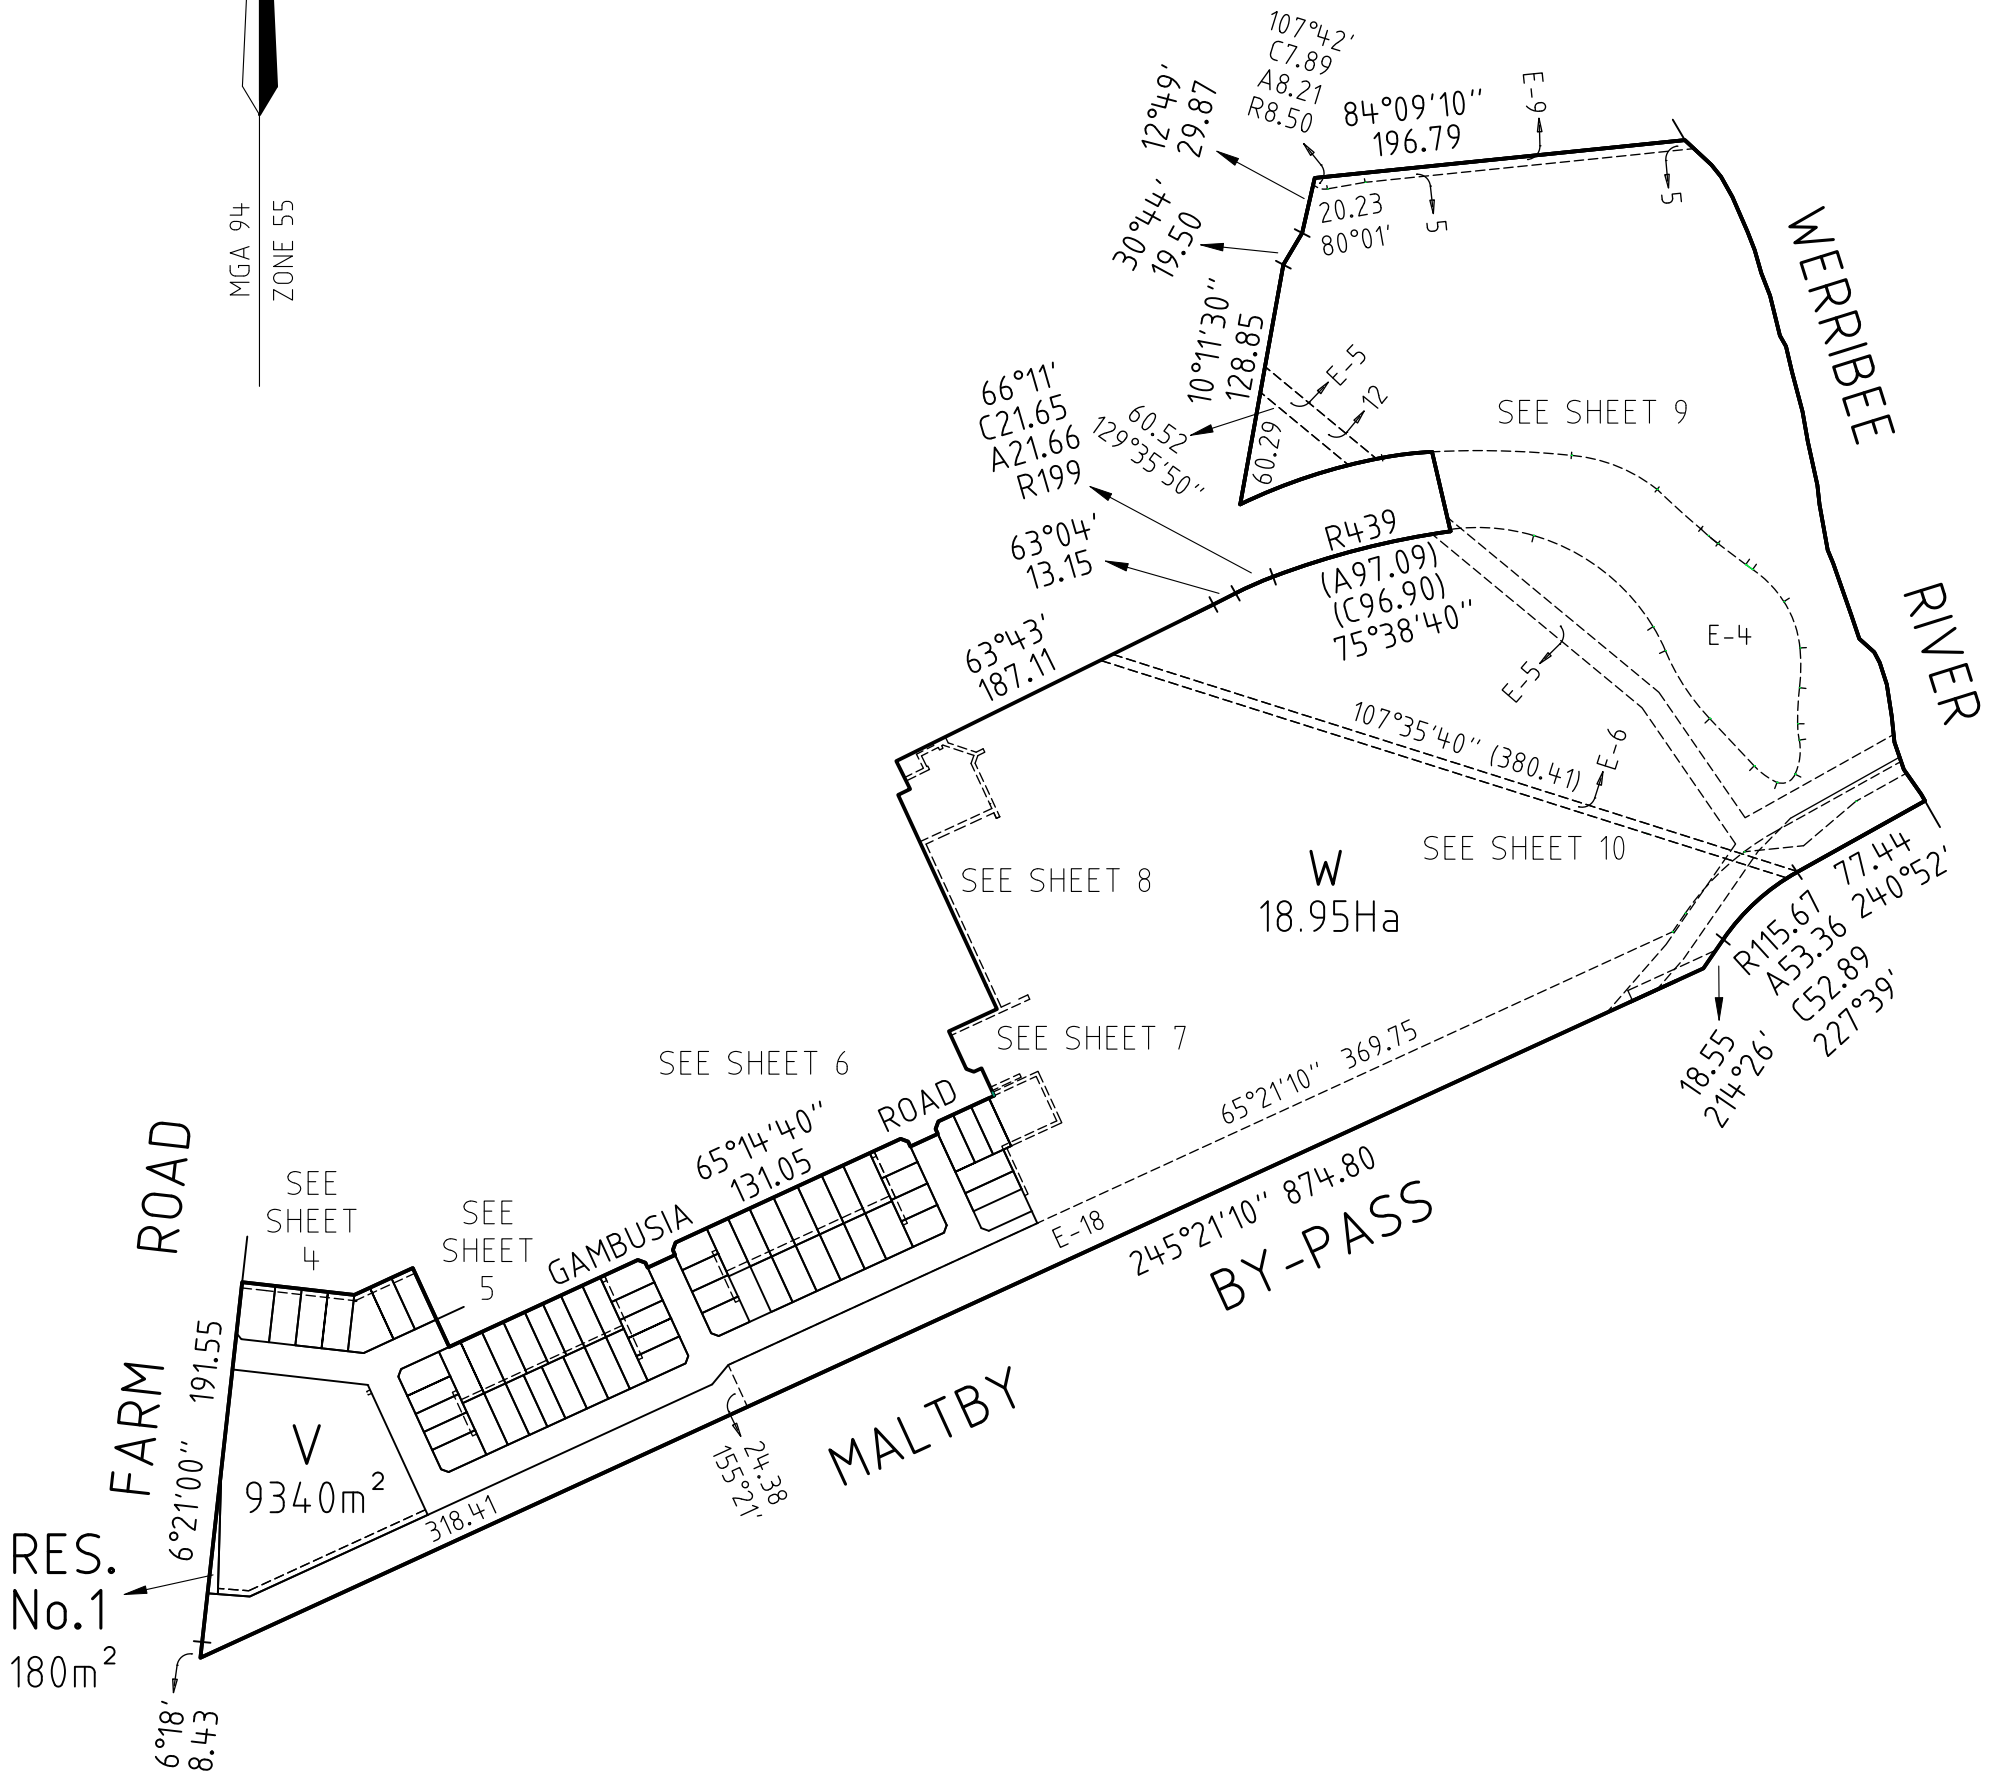 MGA 94
ZONE 55
107°42'
C7.89
A8.21
R8.50
12°49'
29.87
84°09'10"
196.79
E-9
5
5
20.23
80°01'
30°44'
19.50
10°11'30"
128.85
WERRIBEE
RIVER
66°11'
C21.65
A21.66
R199
60.52
129°35'50"
60.29
E-5
12
SEE SHEET 9
63°04'
13.15
R439
(A97.09)
(C96.90)
75°38'40"
E-4
E-5
63°43'
187.11
107°35'40" (380.41)
E-6
SEE SHEET 10
SEE SHEET 8
W
18.95Ha
77.44
240°52'
R115.67
A53.36
C52.89
227°39'
18.55
214°26'
SEE SHEET 7
SEE SHEET 6
65°21'10" 369.75
65°14'40"
131.05
GAMBUSIA ROAD
E-18
245°21'10" 874.80
MALTBY BY-PASS
SEE
SHEET
4
SEE
SHEET
5
FARM ROAD
6°21'00" 191.55
V
9340m²
318.41
24.38
155°21'
RES.
No.1
180m²
6°18'
8.43